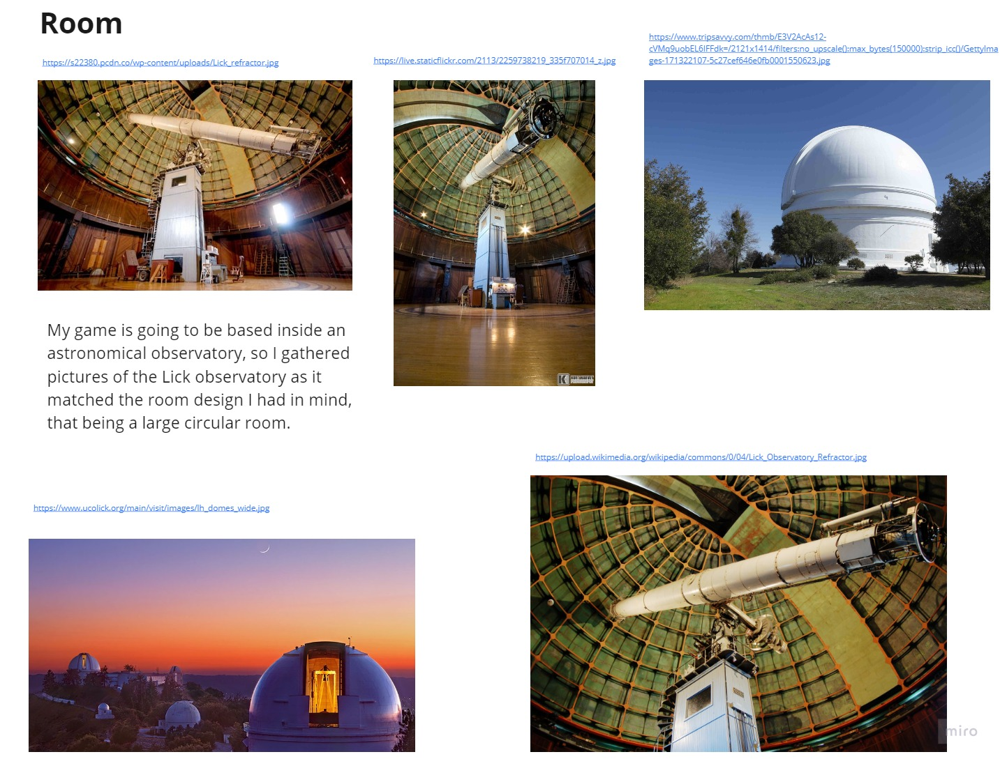 Room
https://s22380.pcdn.co/wp-content/uploads/Lick_refractor.jpg
https://live.staticflickr.com/2113/2259738219_335f707014_z.jpg
https://www.tripsavvy.com/thmb/E3V2AcAs12-
cVMq9uobEL6IFFdk=/2121x1414/filters:no_upscale():max_bytes(150000):strip_icc()/GettyIma
ges-171322107-5c27cef646e0fb0001550623.jpg
My game is going to be based inside an
astronomical observatory, so I gathered
pictures of the Lick observatory as it
matched the room design I had in mind,
that being a large circular room.
https://upload.wikimedia.org/wikipedia/commons/0/04/Lick_Observatory_Refractor.jpg
https://www.ucolick.org/main/visit/images/lh_domes_wide.jpg
miro